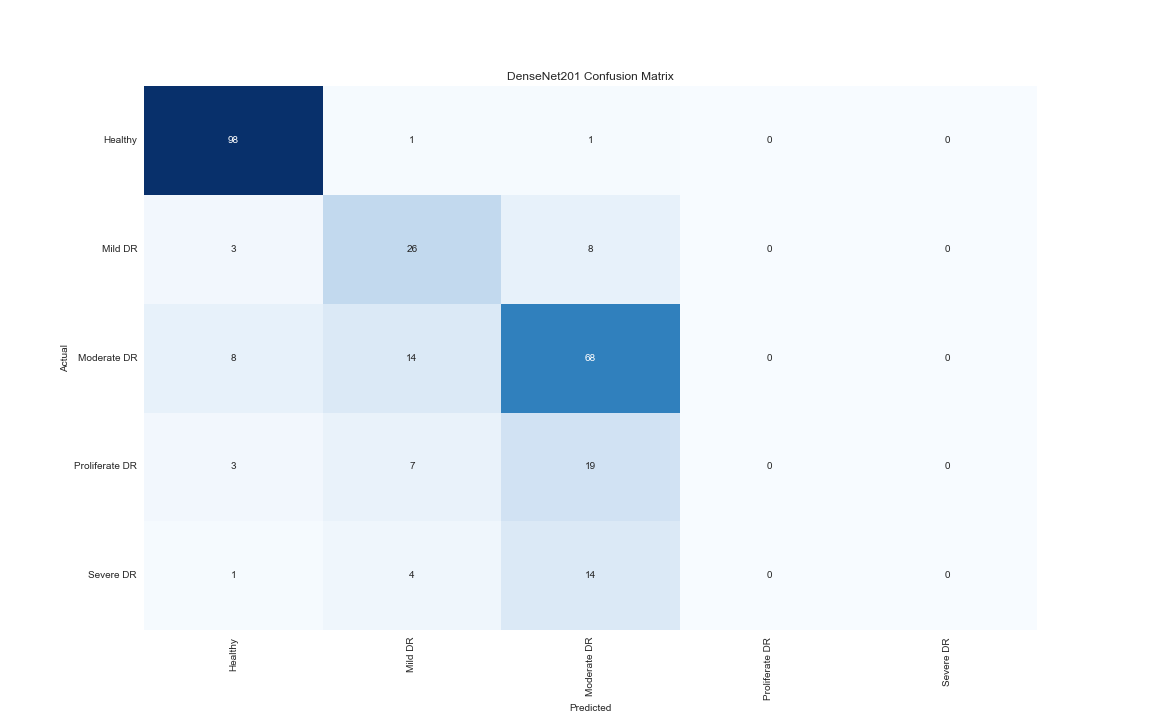 DenseNet201 Confusion Matrix
Healthy 98 1 1 0 0
Mild DR 3 26 8 0 0
Actual
Moderate DR 8 14 68 0 0
Proliferate DR 3 7 19 0 0
Severe DR 1 4 14 0 0
Healthy Mild DR Moderate DR Proliferate DR Severe DR
Predicted